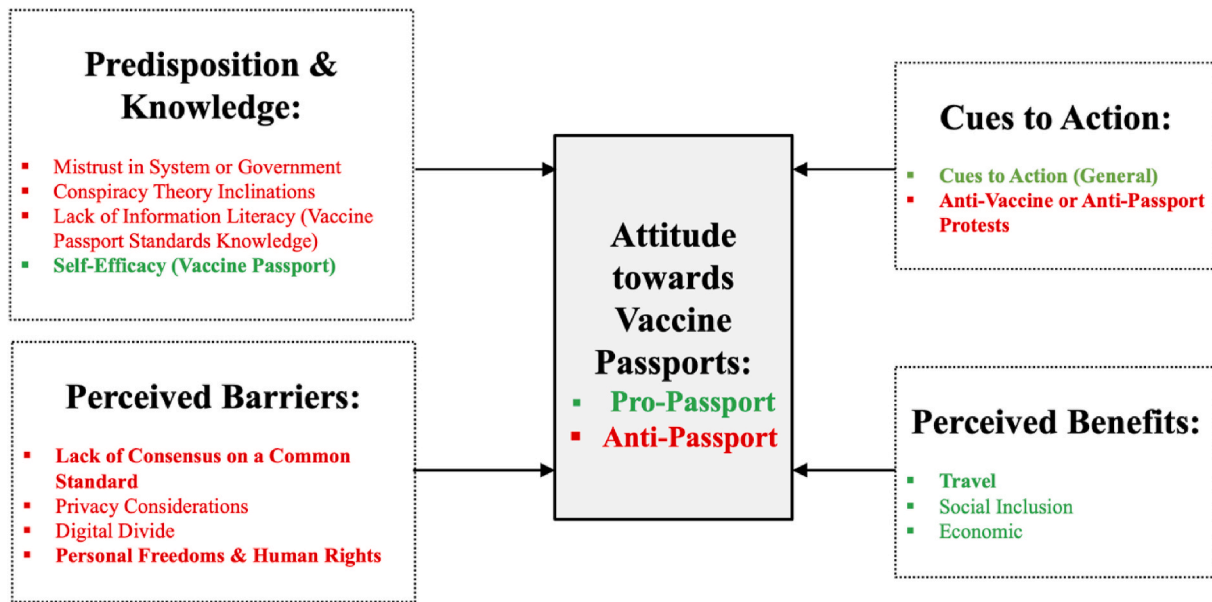 Predisposition &
Knowledge:
▪ Mistrust in System or Government
▪ Conspiracy Theory Inclinations
▪ Lack of Information Literacy (Vaccine
Passport Standards Knowledge)
▪ Self-Efficacy (Vaccine Passport)
Perceived Barriers:
▪ Lack of Consensus on a Common
Standard
▪ Privacy Considerations
▪ Digital Divide
▪ Personal Freedoms & Human Rights
Attitude
towards
Vaccine
Passports:
▪ Pro-Passport
▪ Anti-Passport
Cues to Action:
▪ Cues to Action (General)
▪ Anti-Vaccine or Anti-Passport
Protests
Perceived Benefits:
▪ Travel
▪ Social Inclusion
▪ Economic